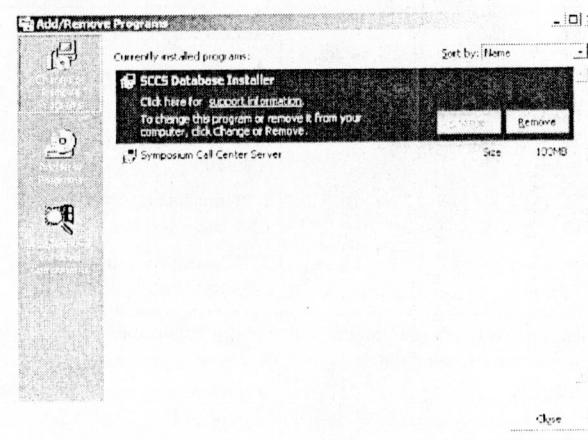 Add/Remove Programs
Currently installed programs:
Sort by: Name
SCCS Database Installer
Click here for support information.
To change this program or remove it from your
computer, click Change or Remove.
Change
Remove
Symposium Call Center Server
Size
100MB
Close